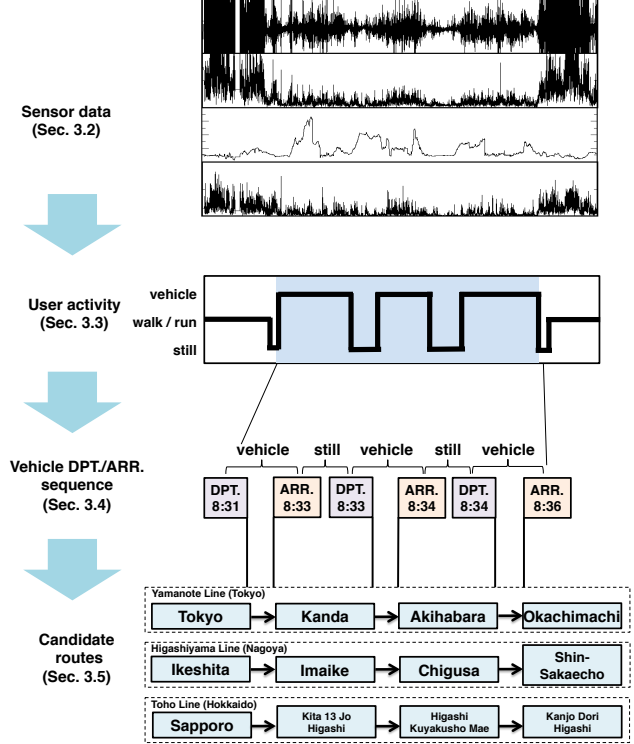 Sensor data
(Sec. 3.2)
User activity
(Sec. 3.3)
vehicle
walk / run
still
Vehicle DPT./ARR.
sequence
(Sec. 3.4)
vehicle still vehicle still vehicle
DPT. ARR. DPT. ARR. DPT. ARR.
8:31 8:33 8:33 8:34 8:34 8:36
Candidate
routes
(Sec. 3.5)
Yamanote Line (Tokyo)
Tokyo Kanda Akihabara Okachimachi
Higashiyama Line (Nagoya)
Ikeshita Imaike Chigusa Shin-
Sakaecho
Toho Line (Hokkaido)
Sapporo Kita 13 Jo Higashi Kanjo Dori
Higashi Kuyakusho Mae Higashi